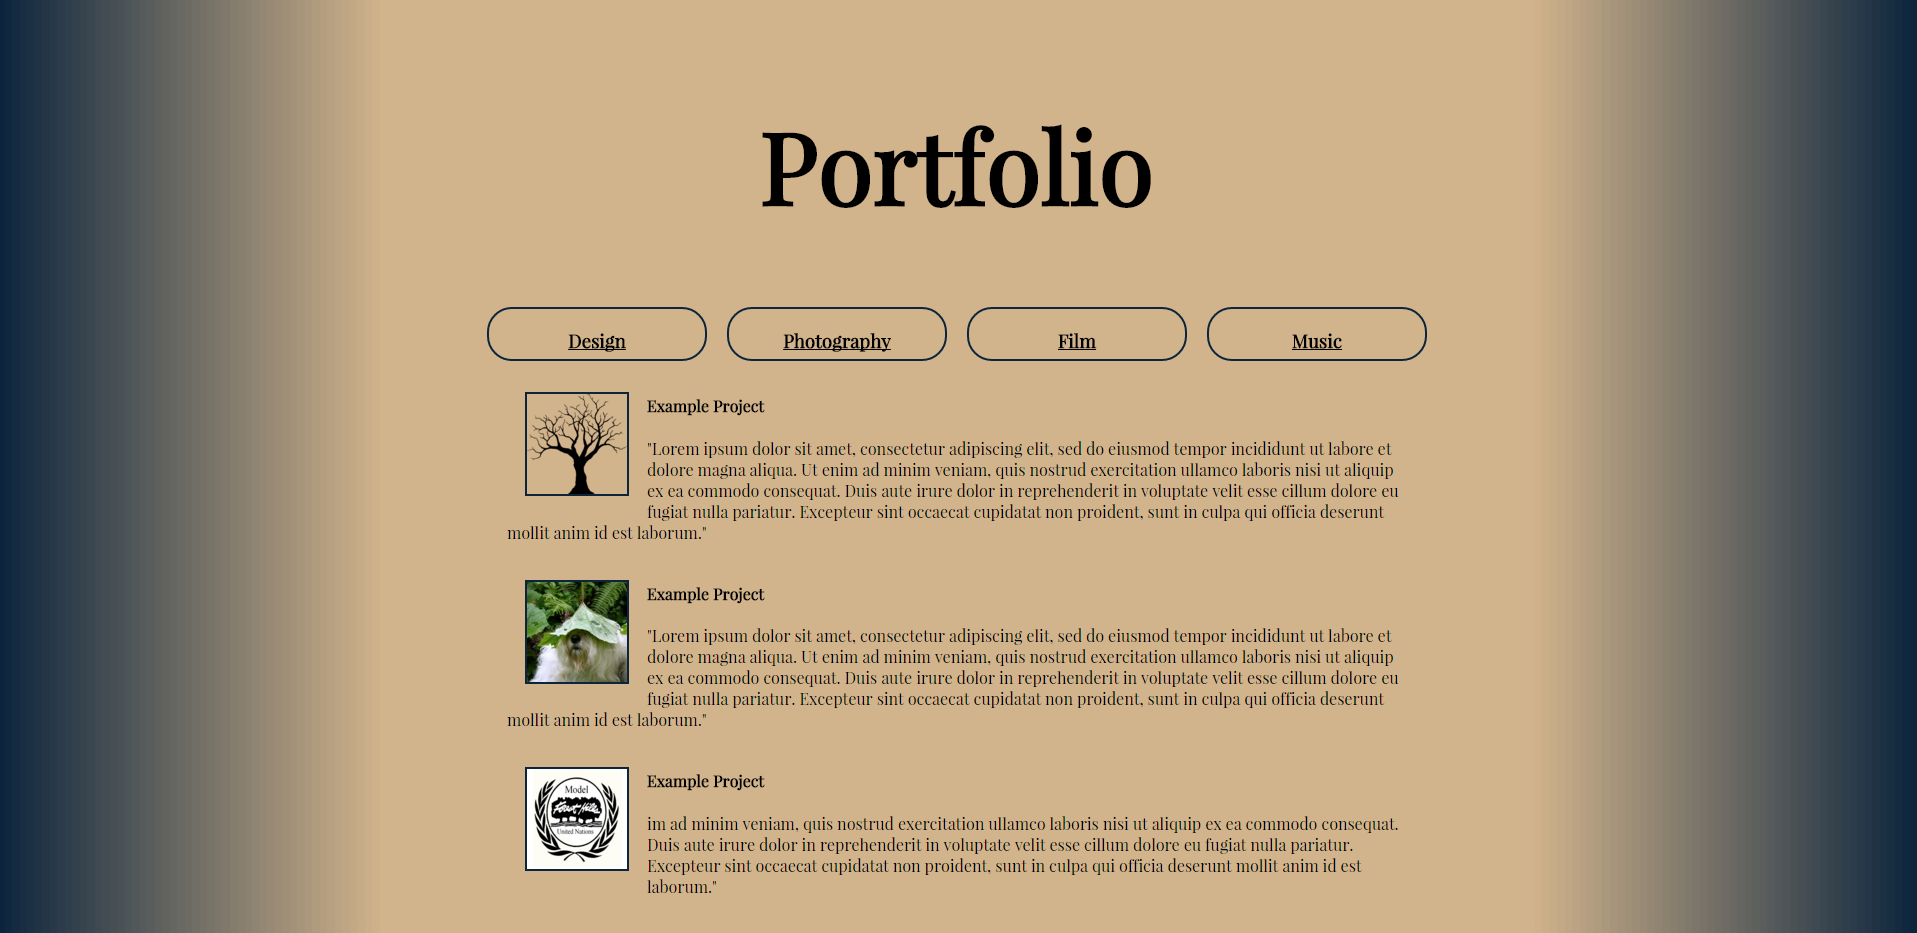 Portfolio
Design
Photography
Film
Music
Example Project
"Lorem ipsum dolor sit amet, consectetur adipiscing elit, sed do eiusmod tempor incididunt ut labore et
dolore magna aliqua. Ut enim ad minim veniam, quis nostrud exercitation ullamco laboris nisi ut aliquip
ex ea commodo consequat. Duis aute irure dolor in reprehenderit in voluptate velit esse cillum dolore eu
fugiat nulla pariatur. Excepteur sint occaecat cupidatat non proident, sunt in culpa qui officia deserunt
mollit anim id est laborum."
Example Project
"Lorem ipsum dolor sit amet, consectetur adipiscing elit, sed do eiusmod tempor incididunt ut labore et
dolore magna aliqua. Ut enim ad minim veniam, quis nostrud exercitation ullamco laboris nisi ut aliquip
ex ea commodo consequat. Duis aute irure dolor in reprehenderit in voluptate velit esse cillum dolore eu
fugiat nulla pariatur. Excepteur sint occaecat cupidatat non proident, sunt in culpa qui officia deserunt
mollit anim id est laborum."
Model
Forest Hills
United Nations
Example Project
im ad minim veniam, quis nostrud exercitation ullamco laboris nisi ut aliquip ex ea commodo consequat.
Duis aute irure dolor in reprehenderit in voluptate velit esse cillum dolore eu fugiat nulla pariatur.
Excepteur sint occaecat cupidatat non proident, sunt in culpa qui officia deserunt mollit anim id est
laborum."